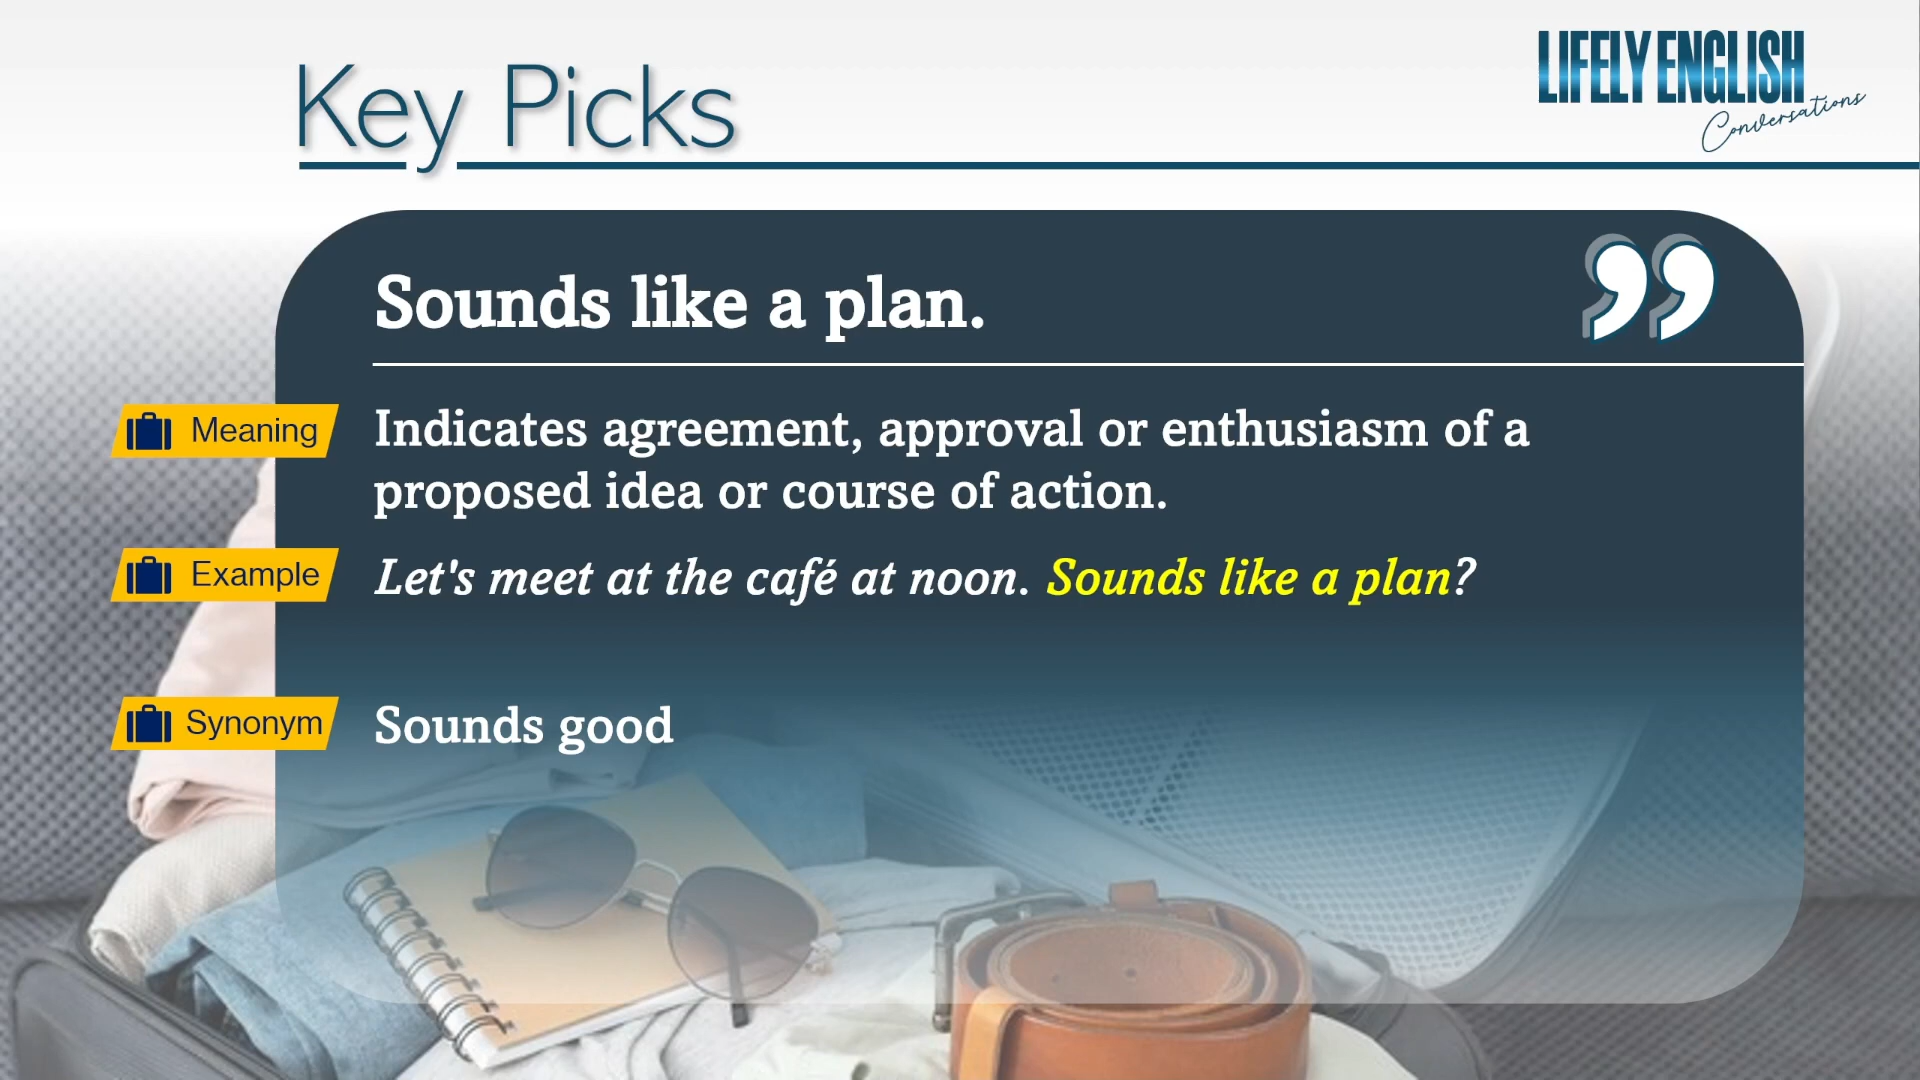 Key Picks
LIFELY ENGLISH
Conversations
Sounds like a plan.
Meaning
Indicates agreement, approval or enthusiasm of a
proposed idea or course of action.
Example
Let's meet at the café at noon. Sounds like a plan?
Synonym
Sounds good